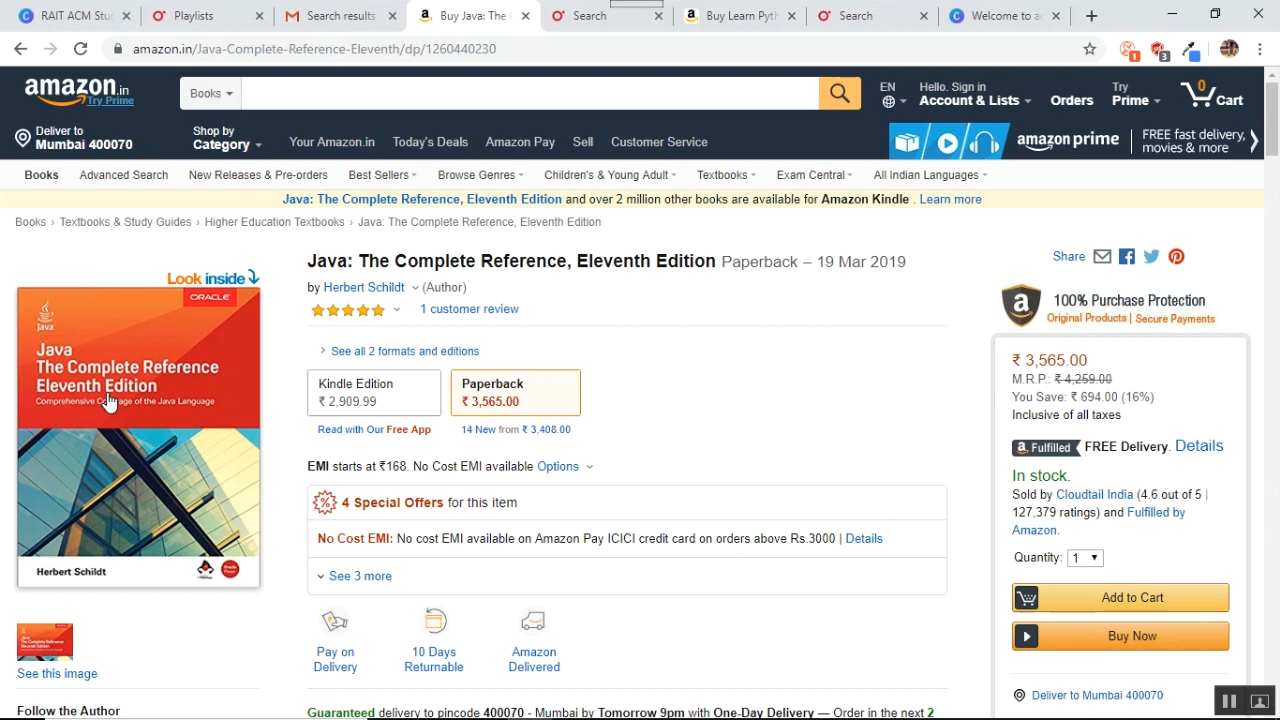 RAIT ACM Stu
Playlists
Search results
Buy Java: The
Search
Buy Learn Pyth
Search
Welcome to a
amazon.in/Java-Complete-Reference-Eleventh/dp/1260440230
1
3
amazon.in
Try Prime
Books
EN
Hello. Sign in
Account & Lists
Orders
Try
Prime
0
Cart
Deliver to
Mumbai 400070
Shop by
Category
Your Amazon.in
Today's Deals
Amazon Pay
Sell
Customer Service
amazon prime
FREE fast delivery,
movies & more
Books
Advanced Search
New Releases & Pre-orders
Best Sellers
Browse Genres
Children's & Young Adult
Textbooks
Exam Central
All Indian Languages
Java: The Complete Reference, Eleventh Edition and over 2 million other books are available for Amazon Kindle . Learn more
Books › Textbooks & Study Guides › Higher Education Textbooks › Java: The Complete Reference, Eleventh Edition
Look inside
ORACLE
Java
Java
The Complete Reference
Eleventh Edition
Comprehensive Coverage of the Java Language
Herbert Schildt
See this image
Follow the Author
Java: The Complete Reference, Eleventh Edition Paperback – 19 Mar 2019
by Herbert Schildt (Author)
1 customer review
See all 2 formats and editions
Kindle Edition
₹ 2,909.99
Paperback
₹ 3,565.00
Read with Our Free App
14 New from ₹ 3,408.00
EMI starts at ₹168. No Cost EMI available Options
4 Special Offers for this item
No Cost EMI: No cost EMI available on Amazon Pay ICICI credit card on orders above Rs.3000 | Details
See 3 more
Pay on
Delivery
10 Days
Returnable
Amazon
Delivered
Guaranteed delivery to pincode 400070 - Mumbai by Tomorrow 9pm with One-Day Delivery — Order in the next 2
Share
100% Purchase Protection
Original Products | Secure Payments
₹ 3,565.00
M.R.P.: ₹ 4,259.00
You Save: ₹ 694.00 (16%)
Inclusive of all taxes
Fulfilled FREE Delivery. Details
In stock.
Sold by Cloudtail India (4.6 out of 5 |
127,379 ratings) and Fulfilled by
Amazon.
Quantity: 1
Add to Cart
Buy Now
Deliver to Mumbai 400070